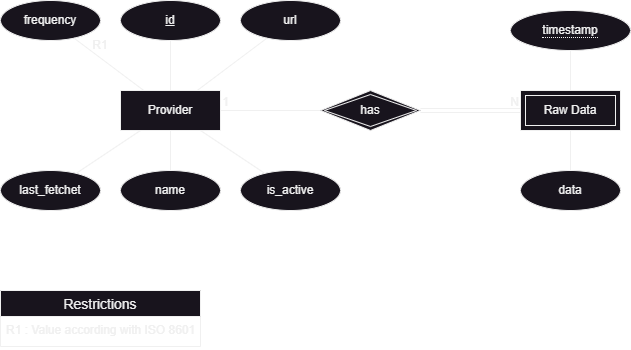 frequency
id
url
timestamp
R1
Provider
1
has
N
Raw Data
last_fetchet
name
is_active
data
Restrictions
R1 : Value according with ISO 8601